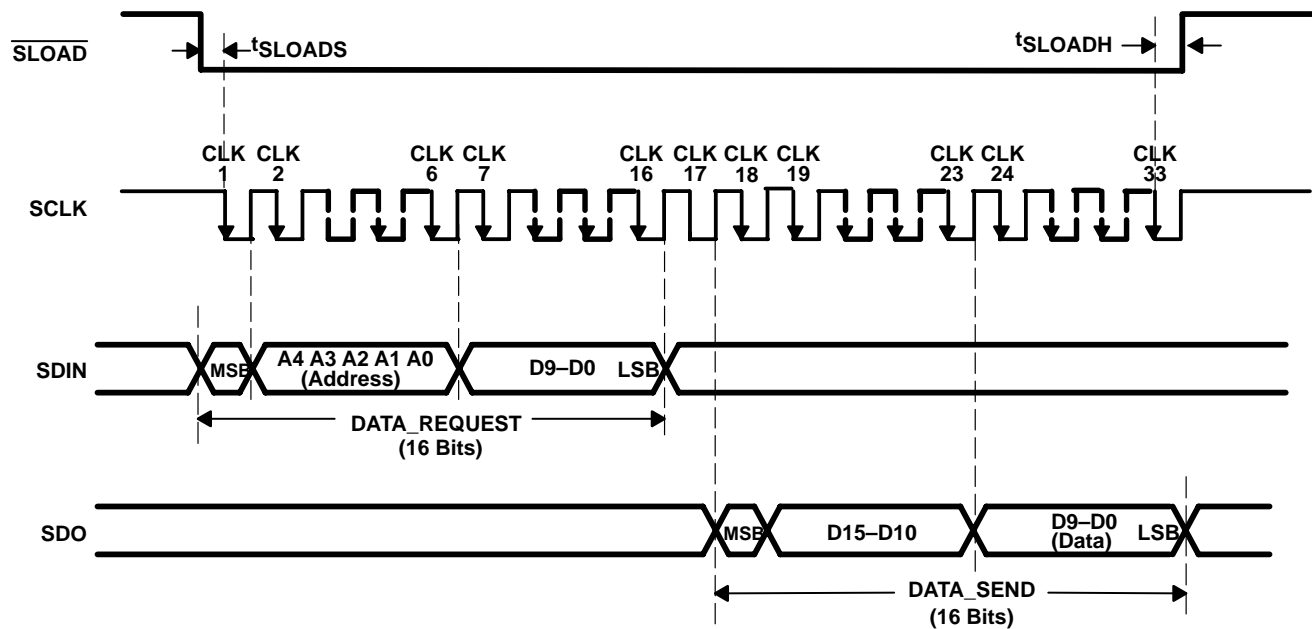 SLOAD
tSLOADS
tSLOADH
CLK 1
CLK 2
CLK 6
CLK 7
CLK 16
CLK 17
CLK 18
CLK 19
CLK 23
CLK 24
CLK 33
SCLK
SDIN
MSB
A4 A3 A2 A1 A0
(Address)
D9–D0
LSB
DATA_REQUEST
(16 Bits)
SDO
MSB
D15–D10
D9–D0
(Data)
LSB
DATA_SEND
(16 Bits)